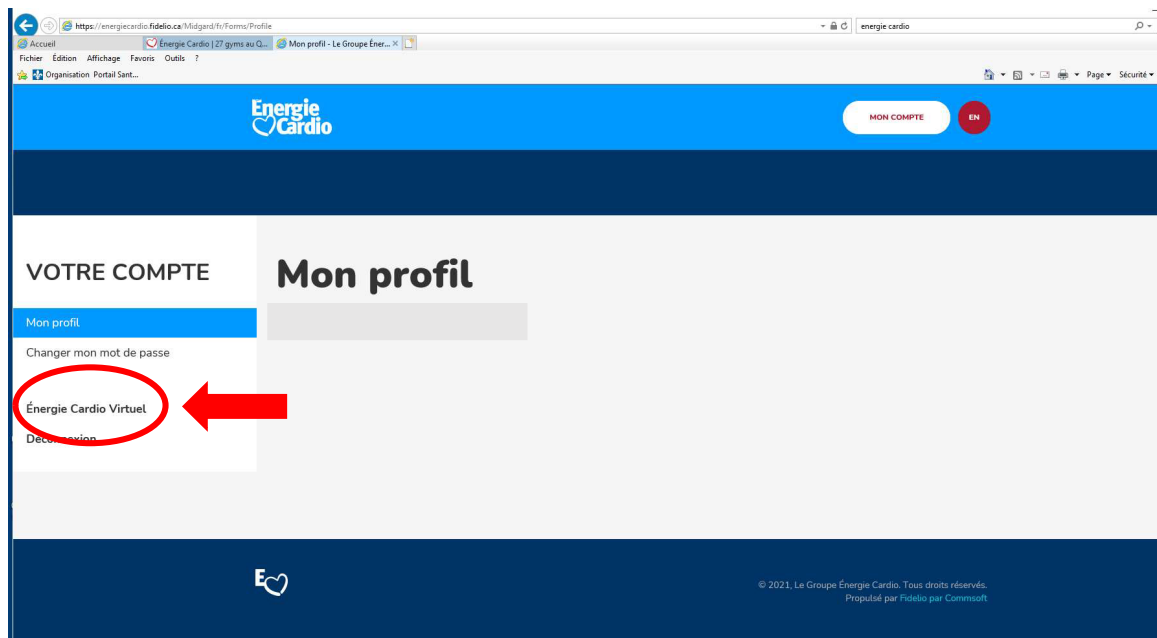 https://energiecardio.fidelio.ca/Midgard/fr/Forms/Profile
energie cardio
Accueil
Énergie Cardio | 27 gyms au Q...
Mon profil - Le Groupe Éner...
Fichier Édition Affichage Favoris Outils ?
Organisation Portail Sant...
Page
Sécurité
Energie
Cardio
MON COMPTE
EN
VOTRE COMPTE
Mon profil
Mon profil
Changer mon mot de passe
Énergie Cardio Virtuel
Déconnexion
E
© 2021, Le Groupe Énergie Cardio. Tous droits réservés.
Propulsé par Fidelio par Commsoft